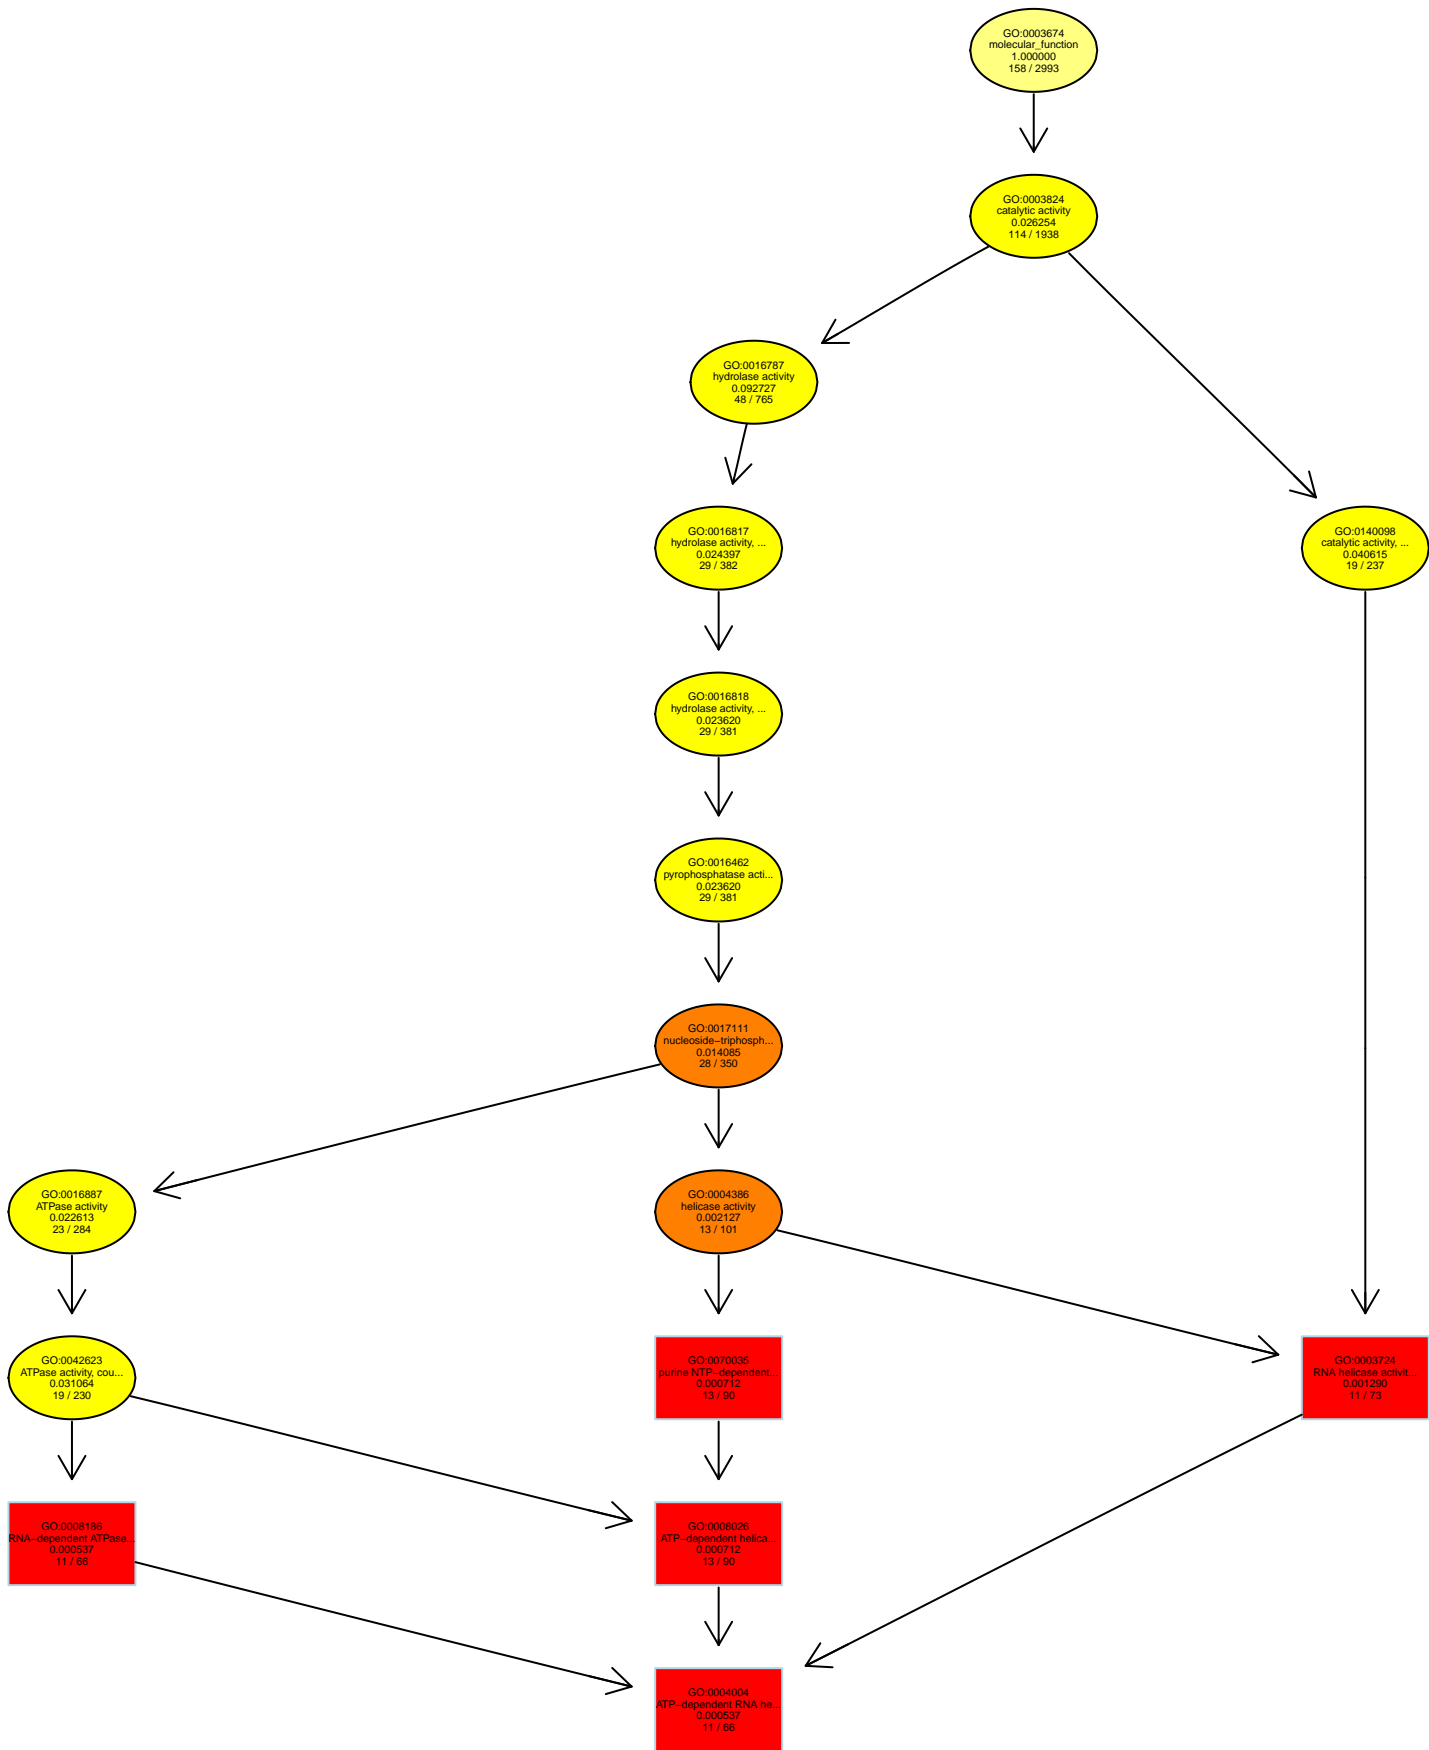 GO:0003674
molecular_function
1.000000
158 / 2993
GO:0003824
catalytic activity
0.026254
114 / 1938
GO:0016787
hydrolase activity
0.092727
48 / 765
GO:0016817
hydrolase activity, ...
0.024397
29 / 382
GO:0140098
catalytic activity, ...
0.040615
19 / 237
GO:0016818
hydrolase activity, ...
0.023620
29 / 381
GO:0016462
pyrophosphatase acti...
0.023620
29 / 381
GO:0017111
nucleoside−triphosph...
0.014085
28 / 350
GO:0016887
ATPase activity
0.022613
23 / 284
GO:0004386
helicase activity
0.002127
13 / 101
GO:0042623
ATPase activity, cou...
0.031064
19 / 230
GO:0070035
purine NTP−dependent...
0.000712
13 / 90
GO:0003724
RNA helicase activit...
0.001290
11 / 73
GO:0008186
RNA−dependent ATPase...
0.000537
11 / 66
GO:0008026
ATP−dependent helica...
0.000712
13 / 90
GO:0004004
ATP−dependent RNA he...
0.000537
11 / 66